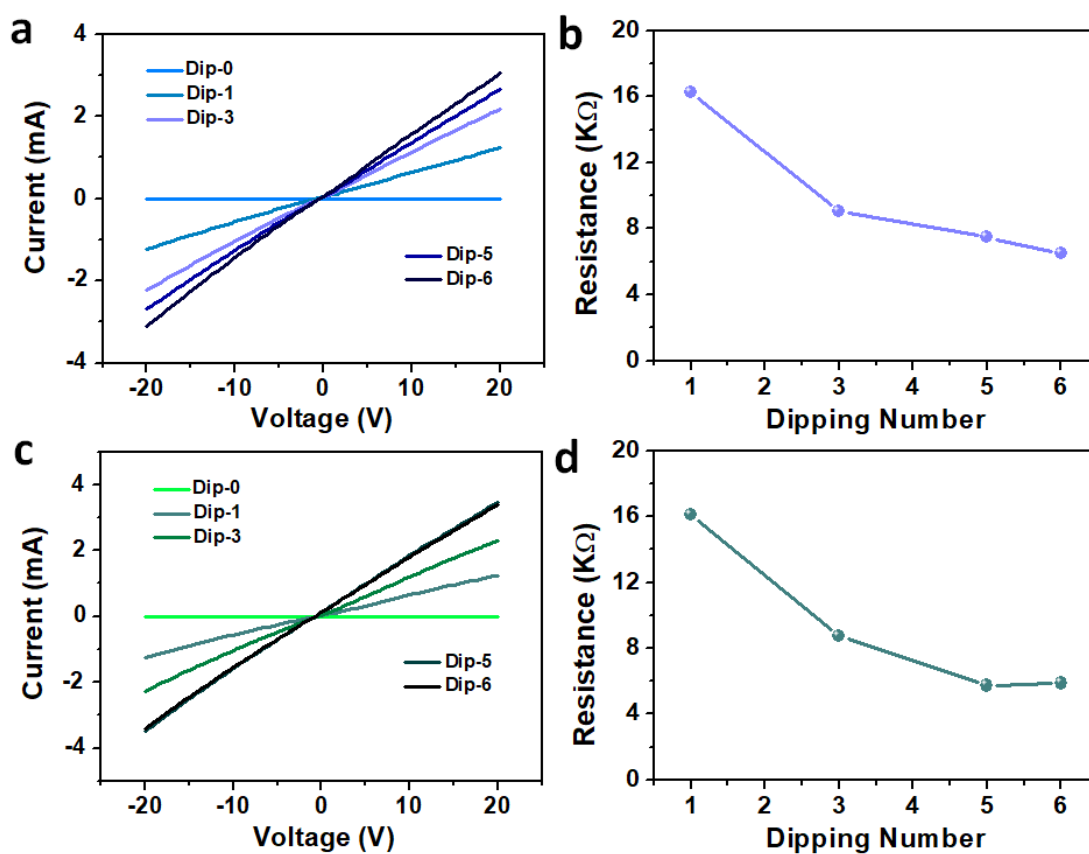 a
4
2
0
-2
-4
Current (mA)
Dip-0
Dip-1
Dip-3
Dip-5
Dip-6
-20 -10 0 10 20
Voltage (V)
b
20
16
12
8
4
0
Resistance (KΩ)
1 2 3 4 5 6
Dipping Number
c
4
2
0
-2
-4
Current (mA)
Dip-0
Dip-1
Dip-3
Dip-5
Dip-6
-20 -10 0 10 20
Voltage (V)
d
20
16
12
8
4
0
Resistance (KΩ)
1 2 3 4 5 6
Dipping Number